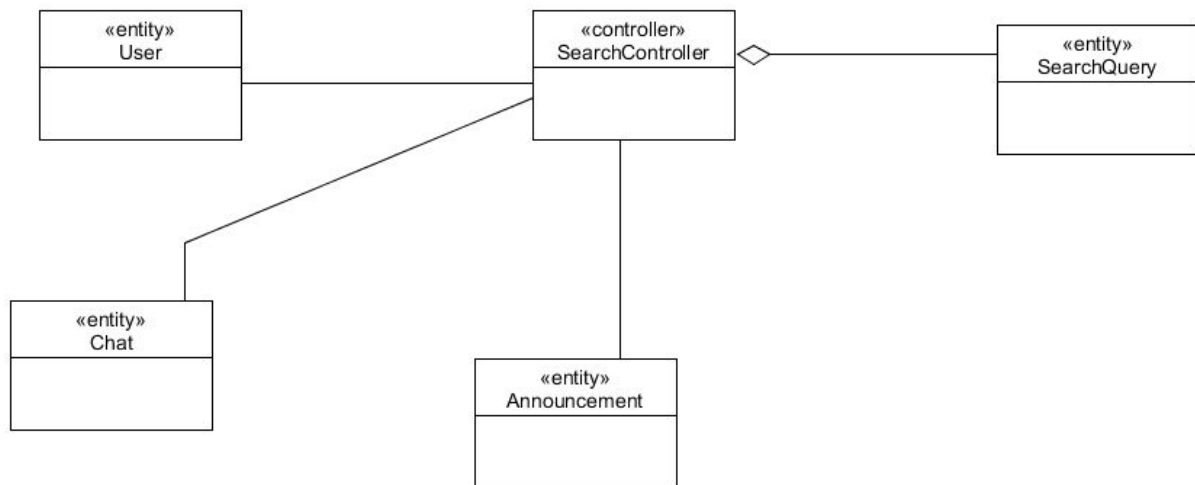 «entity»
User
«controller»
SearchController
«entity»
SearchQuery
«entity»
Chat
«entity»
Announcement